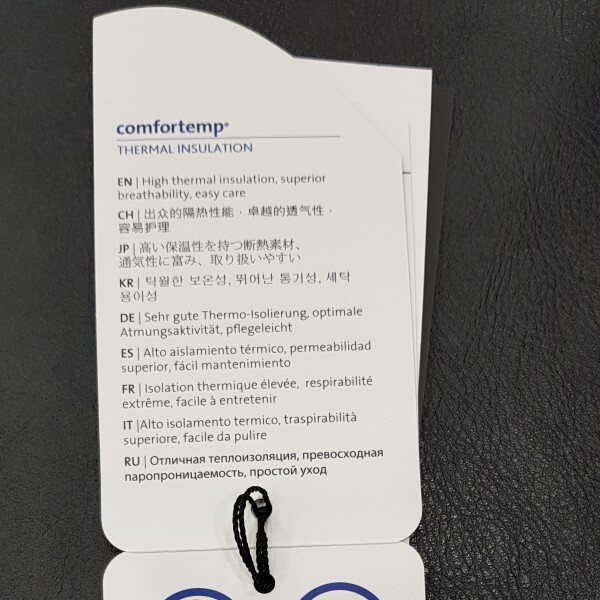 comfortemp®
THERMAL INSULATION
EN | High thermal insulation, superior
breathability, easy care
CH | 出众的隔热性能 · 卓越的透气性 ·
容易护理
JP | 高い保温性を持つ断熱素材、
通気性に富み、取り扱いやすい
KR | 탁월한 보온성, 뛰어난 통기성, 세탁
용이성
DE | Sehr gute Thermo-Isolierung, optimale
Atmungsaktivität, pflegeleicht
ES | Alto aislamiento térmico, permeabilidad
superior, fácil mantenimiento
FR | Isolation thermique élevée, respirabilité
extrême, facile à entretenir
IT |Alto isolamento termico, traspirabilità
superiore, facile da pulire
RU | Отличная теплоизоляция, превосходная
паропроницаемость, простой уход